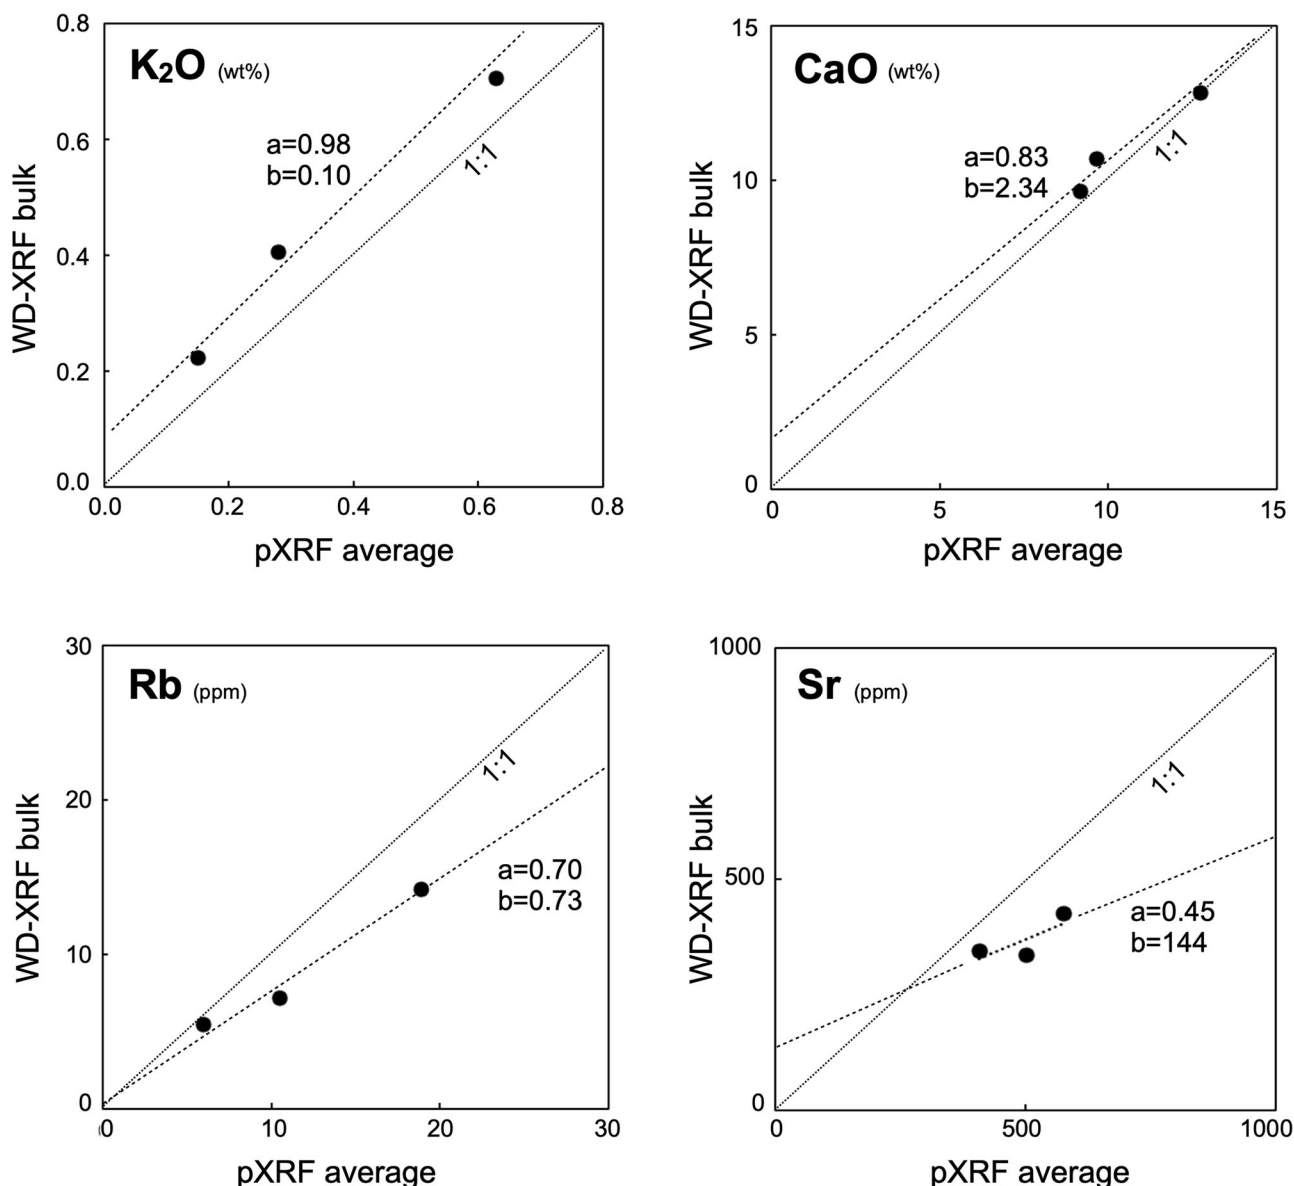 0.8
K₂O (wt%)
a=0.98
b=0.10
1:1
0.6
0.4
0.2
0.0
WD-XRF bulk
0.0 0.2 0.4 0.6 0.8
pXRF average
15
CaO (wt%)
a=0.83
b=2.34
1:1
10
5
0
WD-XRF bulk
0 5 10 15
pXRF average
30
Rb (ppm)
1:1
20
a=0.70
b=0.73
10
0
WD-XRF bulk
0 10 20 30
pXRF average
1000
Sr (ppm)
1:1
500
a=0.45
b=144
0
WD-XRF bulk
0 500 1000
pXRF average